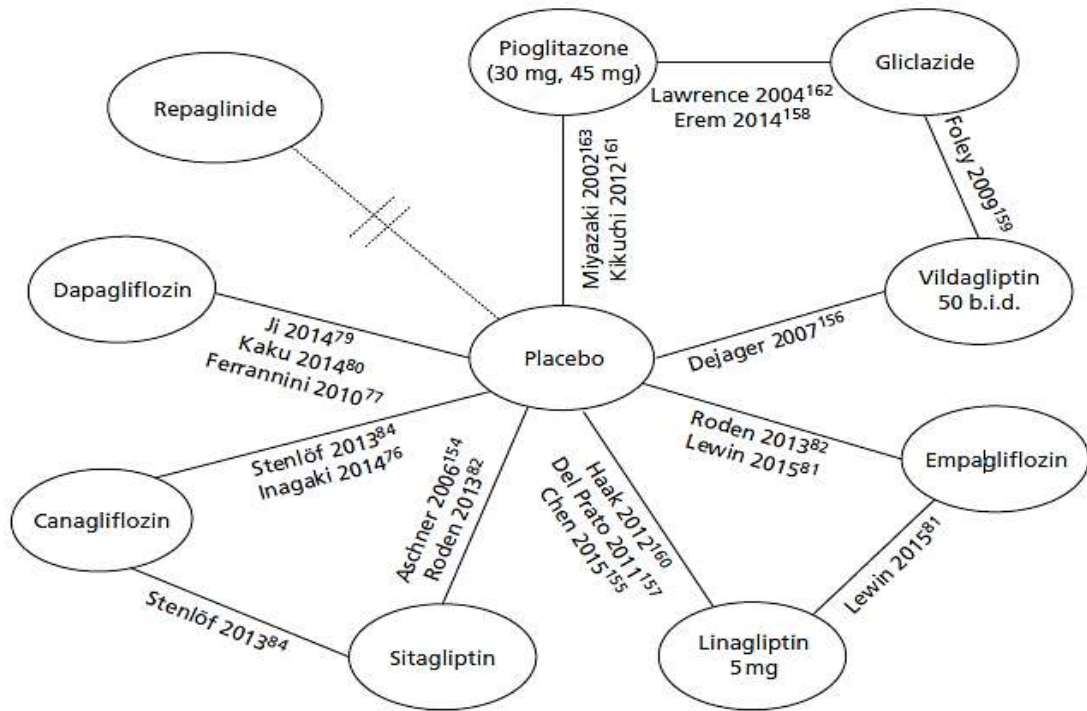 Pioglitazone
(30 mg, 45 mg)
Gliclazide
Repaglinide
Lawrence 2004162
Erem 2014158
Miyazaki 2002163
Kikuchi 2012161
Foley 2009159
Dapagliflozin
Vildagliptin
50 b.i.d.
Ji 201479
Kaku 201480
Ferrannini 201077
Placebo
Dejager 2007156
Stenlöf 201384
Inagaki 201476
Roden 201382
Lewin 201581
Empagliflozin
Canagliflozin
Aschner 2006154
Roden 201382
Haak 2012160
Del Prato 2011157
Chen 2015155
Lewin 201581
Stenlöf 201384
Sitagliptin
Linagliptin
5 mg